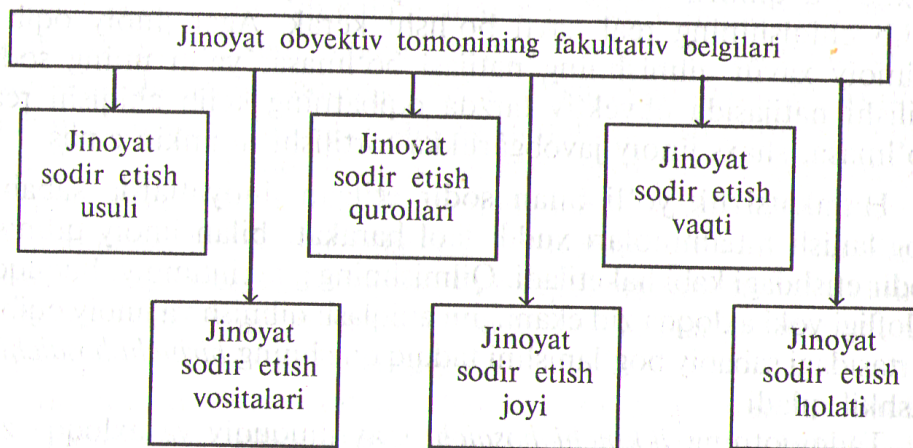 Jinoyat obyektiv tomonining fakultativ belgilari
Jinoyat
sodir etish
usuli
Jinoyat
sodir etish
qurollari
Jinoyat
sodir etish
vaqti
Jinoyat
sodir etish
vositalari
Jinoyat
sodir etish
joyi
Jinoyat
sodir etish
holati